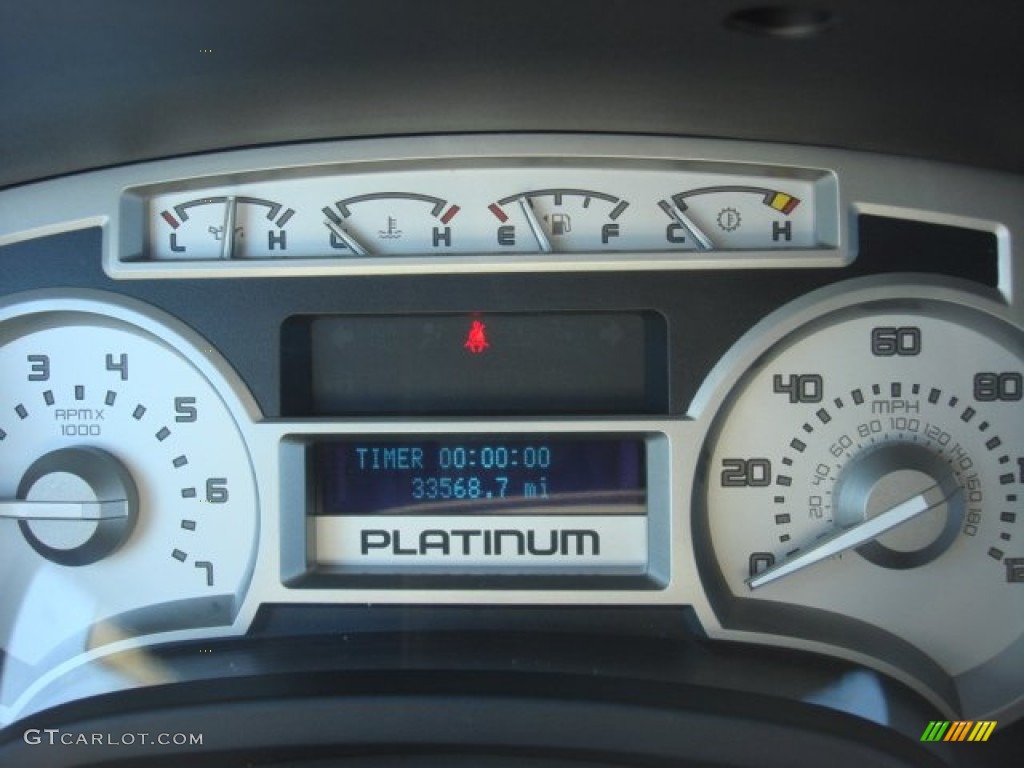 L H C H E F C H
3 4 5 6 7
RPM X
1000
TIMER 00:00:00
33568.7 mi
PLATINUM
0 20 40 60 80
MPH
20 40 60 80 100 120 140 160 180
GTCARLOT.COM